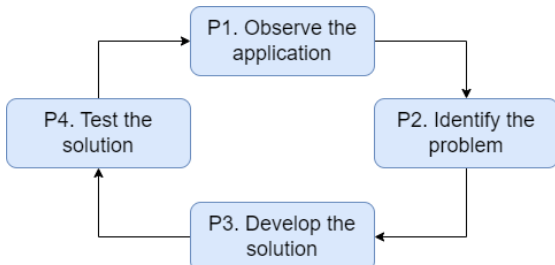 P1. Observe the
application
P2. Identify the
problem
P3. Develop the
solution
P4. Test the
solution